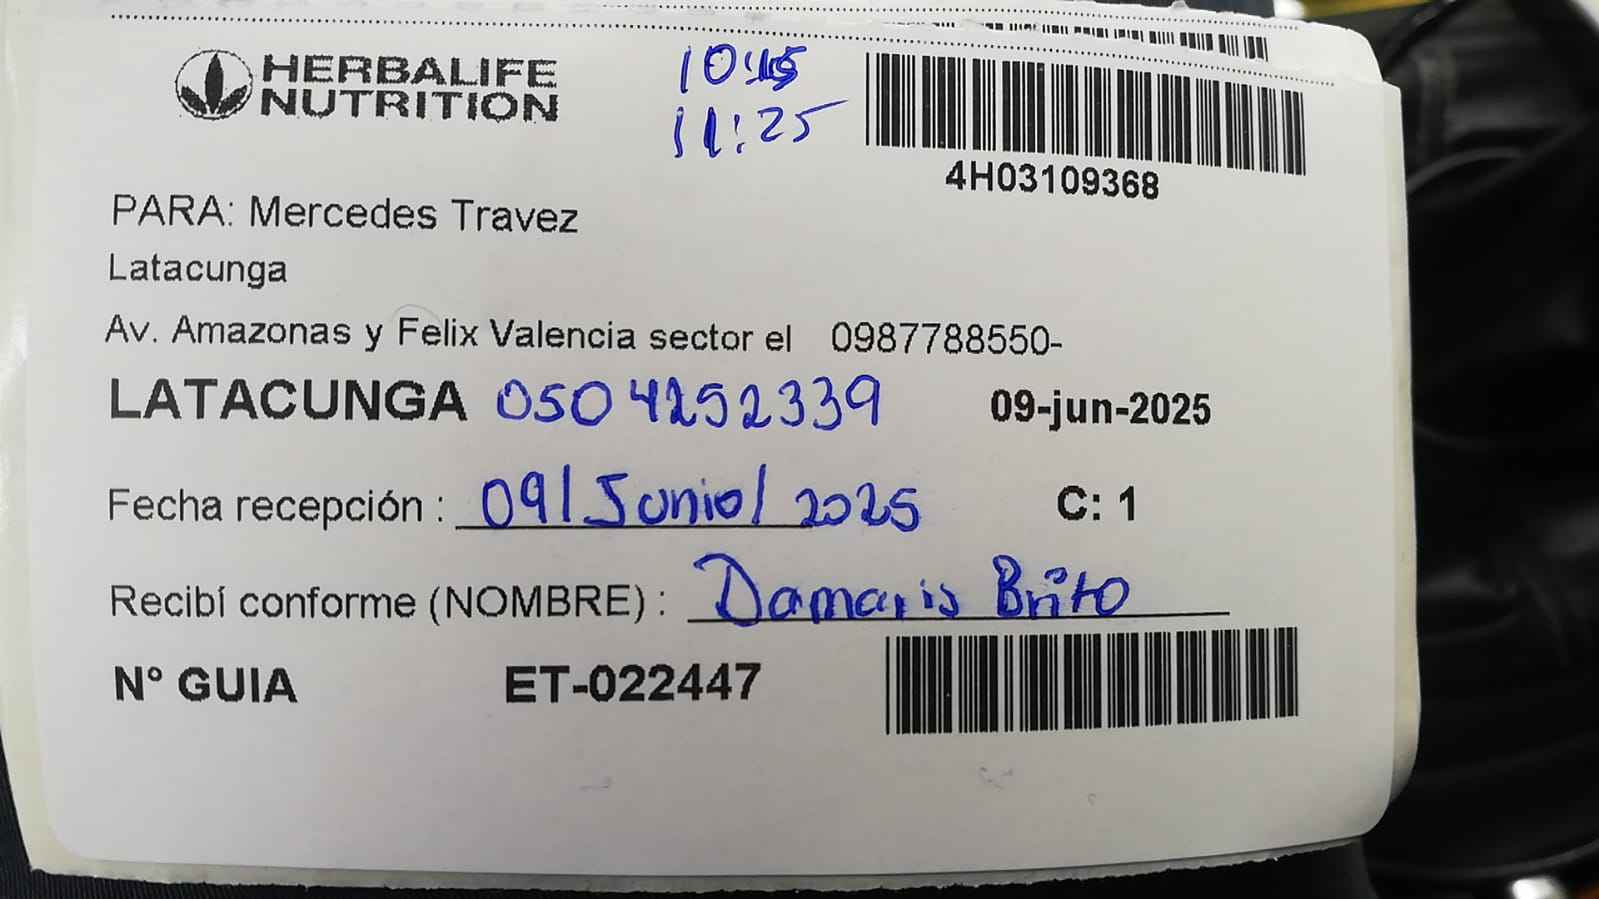 HERBALIFE
NUTRITION
10:15
11:25
4H03109368
PARA: Mercedes Travez
Latacunga
Av. Amazonas y Felix Valencia sector el 0987788550-
LATACUNGA 0504252339 09-jun-2025
Fecha recepción : 09/Junio/2025 C: 1
Recibí conforme (NOMBRE) : Damaris Brito
N° GUIA ET-022447